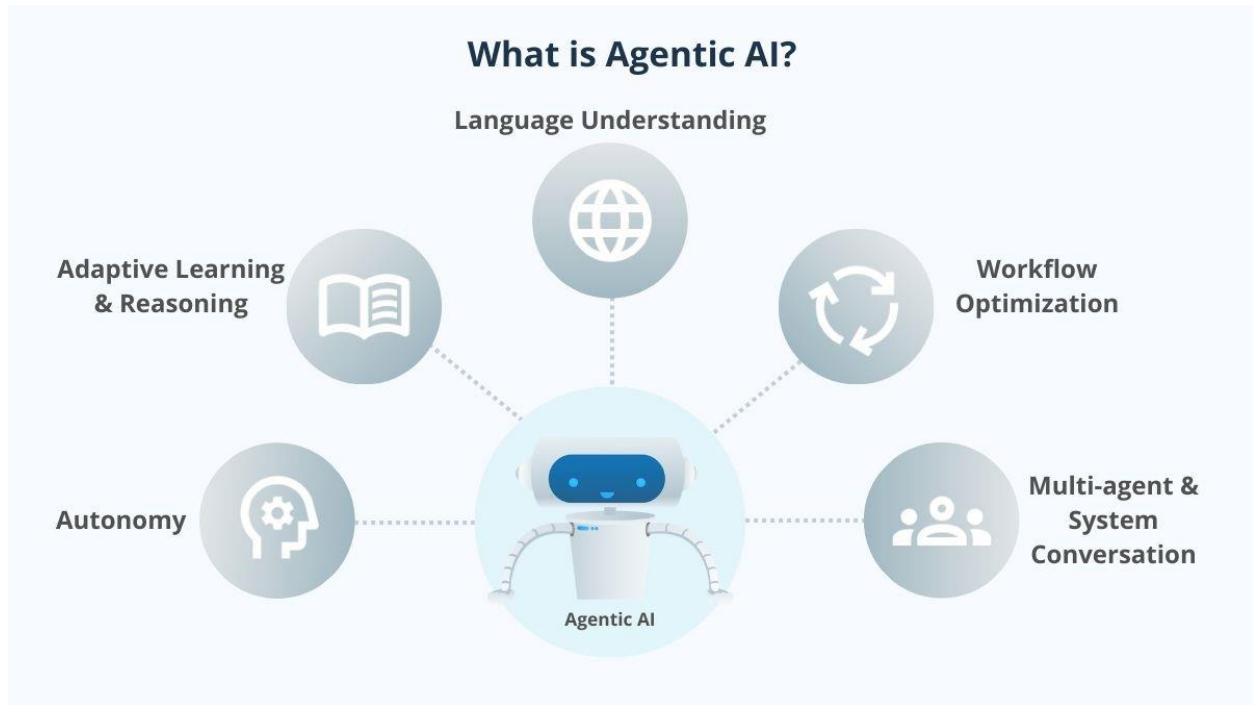 What is Agentic AI?
Language Understanding
Adaptive Learning
& Reasoning
Workflow
Optimization
Autonomy
Multi-agent &
System
Conversation
Agentic AI